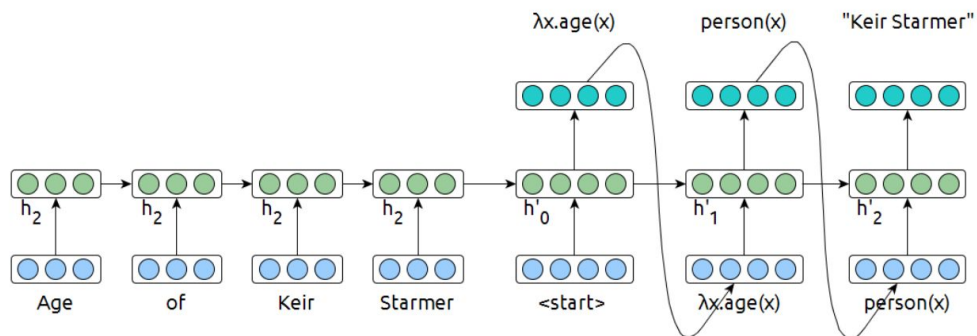 λx.age(x) person(x) "Keir Starmer"
h2 h2 h2 h2 h'0 h'1 h'2
Age of Keir Starmer <start> λx.age(x) person(x)